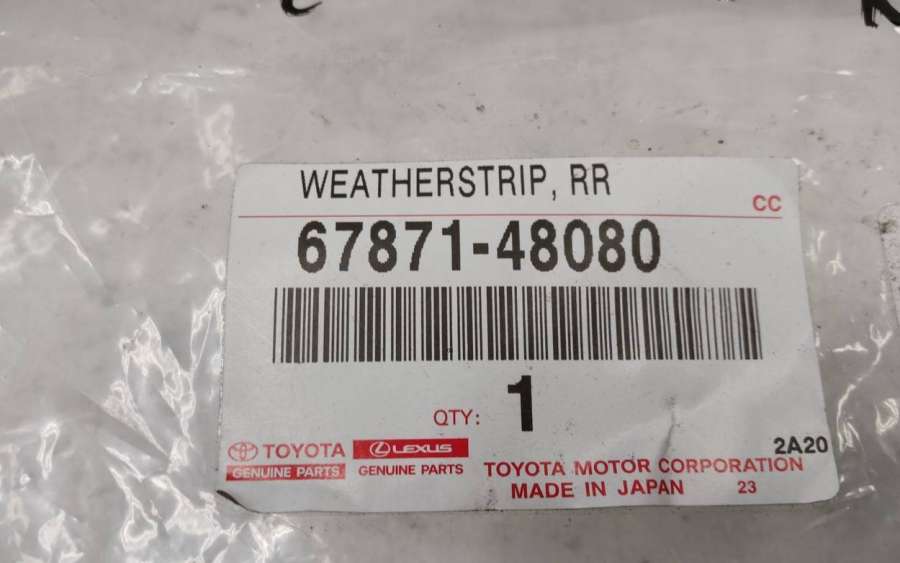 WEATHERSTRIP, RR
CC
67871-48080
QTY: 1
2A20
TOYOTA LEXUS
GENUINE PARTS GENUINE PARTS
TOYOTA MOTOR CORPORATION
MADE IN JAPAN 23